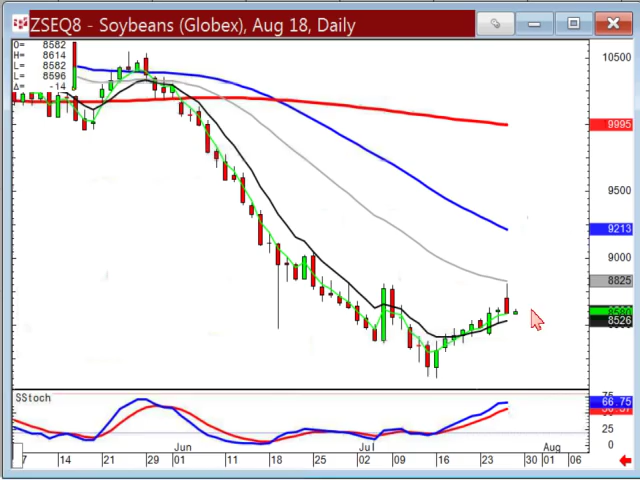 ZSEQ8 - Soybeans (Globex), Aug 18, Daily
O= 8582
H= 8614
L= 8582
L= 8596
Δ= -14
10500
9995
9500
9213
9000
8825
8526
SStoch
75
66.75
25
0
Jun Jul Aug
7 14 21 29 01 11 18 25 02 09 16 23 30 01 06